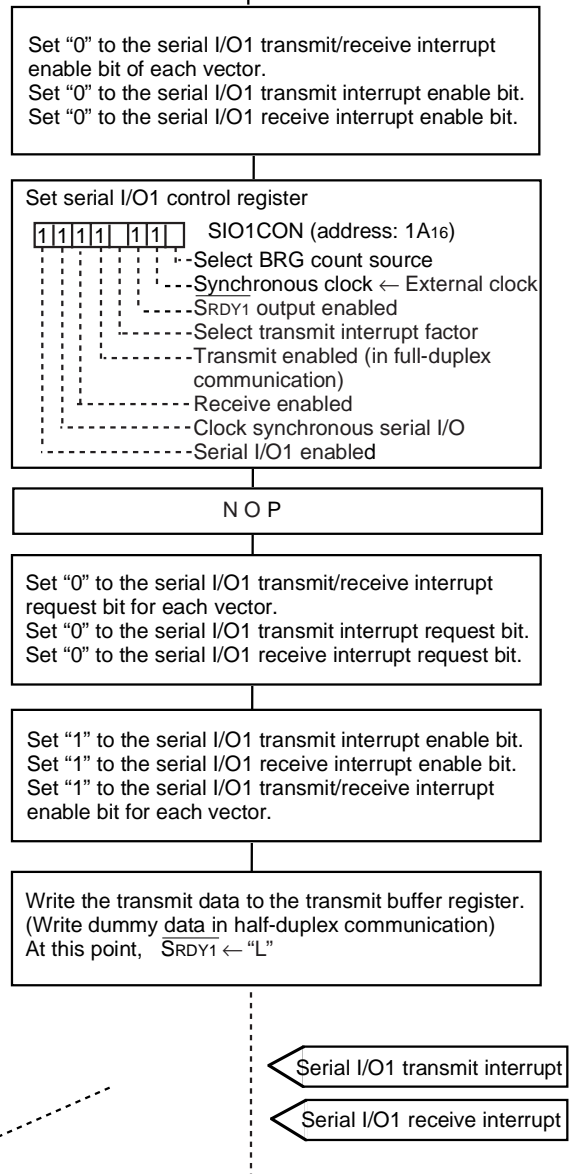 Set “0” to the serial I/O1 transmit/receive interrupt
enable bit of each vector.
Set “0” to the serial I/O1 transmit interrupt enable bit.
Set “0” to the serial I/O1 receive interrupt enable bit.
Set serial I/O1 control register
1 1 1 1 1 1 SIO1CON (address: 1A16)
Select BRG count source
Synchronous clock ← External clock
SRDY1 output enabled
Select transmit interrupt factor
Transmit enabled (in full-duplex
communication)
Receive enabled
Clock synchronous serial I/O
Serial I/O1 enabled
N O P
Set “0” to the serial I/O1 transmit/receive interrupt
request bit for each vector.
Set “0” to the serial I/O1 transmit interrupt request bit.
Set “0” to the serial I/O1 receive interrupt request bit.
Set “1” to the serial I/O1 transmit interrupt enable bit.
Set “1” to the serial I/O1 receive interrupt enable bit.
Set “1” to the serial I/O1 transmit/receive interrupt
enable bit for each vector.
Write the transmit data to the transmit buffer register.
(Write dummy data in half-duplex communication)
At this point, SRDY1 ← “L”
Serial I/O1 transmit interrupt
Serial I/O1 receive interrupt